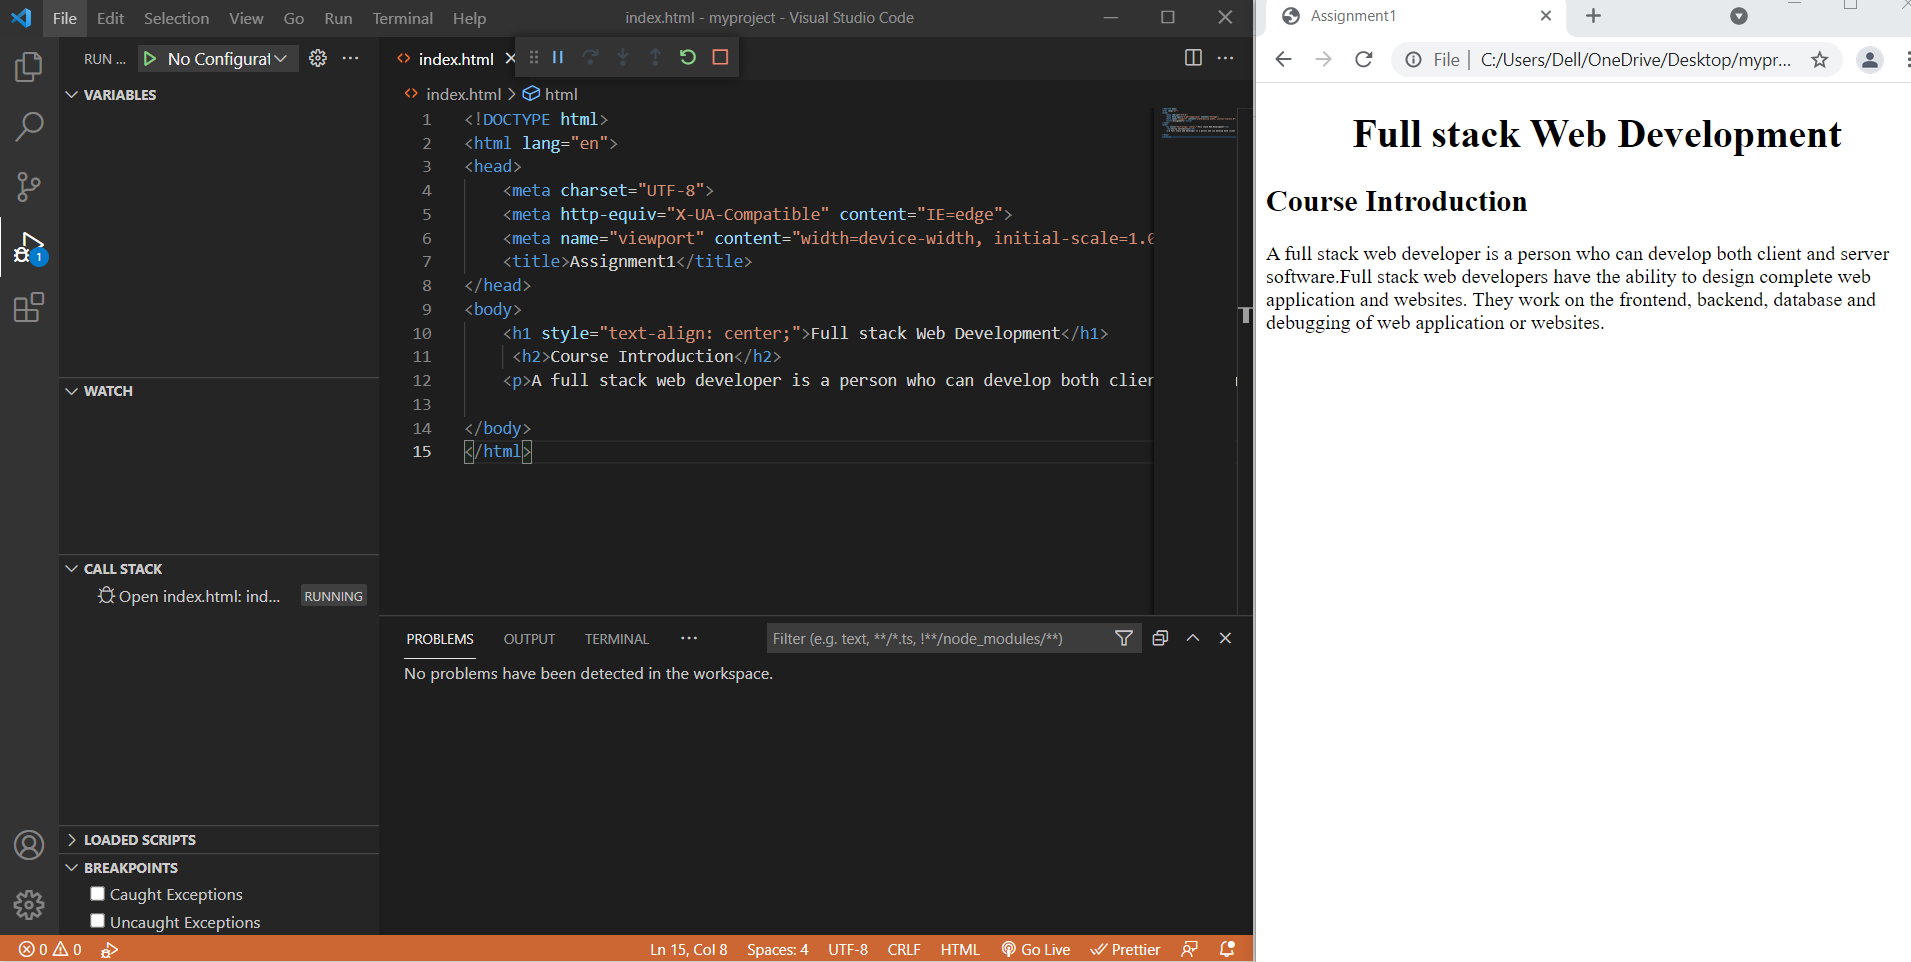 File Edit Selection View Go Run Terminal Help
index.html - myproject - Visual Studio Code
RUN ...
No Configurat
VARIABLES
WATCH
CALL STACK
Open index.html: ind...
RUNNING
LOADED SCRIPTS
BREAKPOINTS
Caught Exceptions
Uncaught Exceptions
index.html
index.html > html
1 <!DOCTYPE html>
2 <html lang="en">
3 <head>
4 <meta charset="UTF-8">
5 <meta http-equiv="X-UA-Compatible" content="IE=edge">
6 <meta name="viewport" content="width=device-width, initial-scale=1.0
7 <title>Assignment1</title>
8 </head>
9 <body>
10 <h1 style="text-align: center;">Full stack Web Development</h1>
11 <h2>Course Introduction</h2>
12 <p>A full stack web developer is a person who can develop both clien
13
14 </body>
15 </html>
PROBLEMS OUTPUT TERMINAL ...
Filter (e.g. text, **/*.ts, !**/node_modules/**)
No problems have been detected in the workspace.
0 0
1
Ln 15, Col 8 Spaces: 4 UTF-8 CRLF HTML Go Live Prettier
Assignment1
File | C:/Users/Dell/OneDrive/Desktop/mypr...
Full stack Web Development
Course Introduction
A full stack web developer is a person who can develop both client and server
software.Full stack web developers have the ability to design complete web
application and websites. They work on the frontend, backend, database and
debugging of web application or websites.